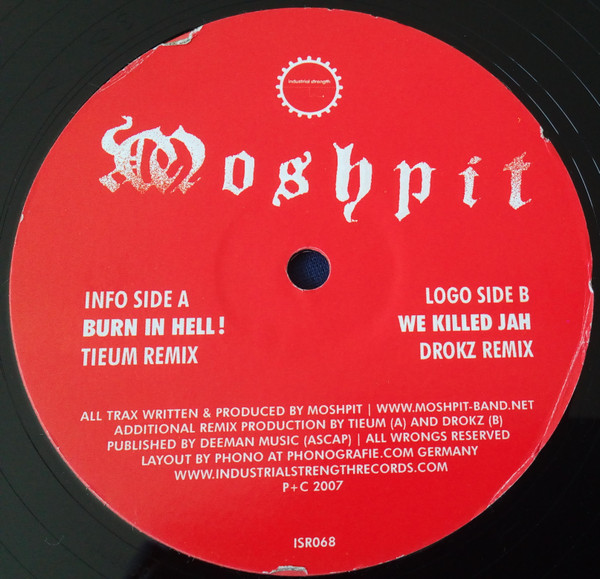 industrial strength
Moshpit
INFO SIDE A
BURN IN HELL!
TIEUM REMIX
LOGO SIDE B
WE KILLED JAH
DROKZ REMIX
ALL TRAX WRITTEN & PRODUCED BY MOSHPIT | WWW.MOSHPIT-BAND.NET
ADDITIONAL REMIX PRODUCTION BY TIEUM (A) AND DROKZ (B)
PUBLISHED BY DEEMAN MUSIC (ASCAP) | ALL WRONGS RESERVED
LAYOUT BY PHONO AT PHONOGRAFIE.COM GERMANY
WWW.INDUSTRIALSTRENGTHRECORDS.COM
P+C 2007
ISR068